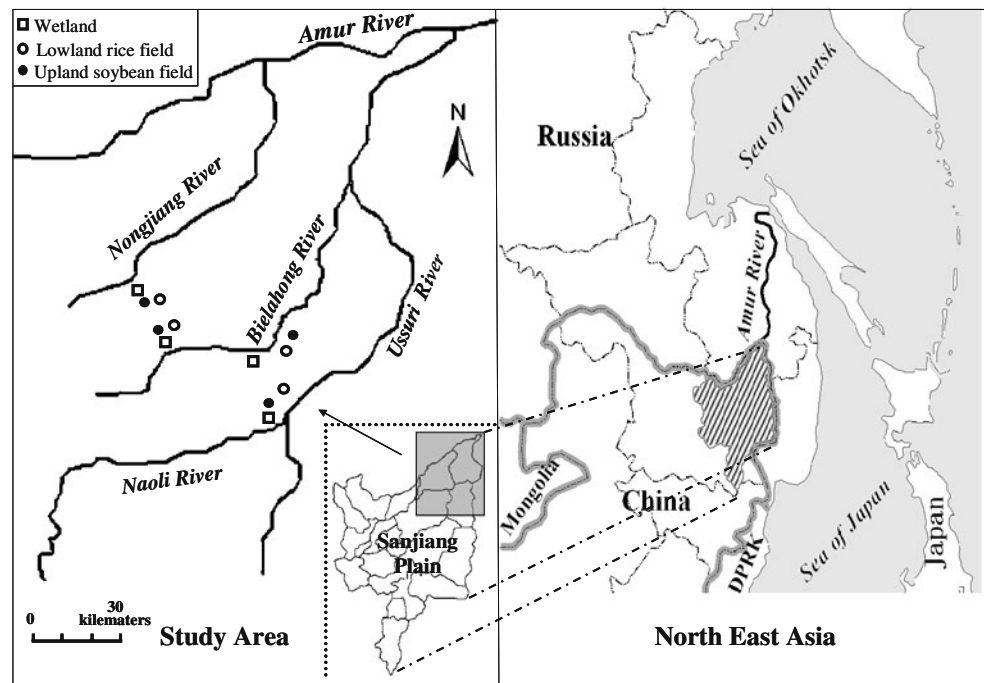 Wetland
Lowland rice field
Upland soybean field
Amur River
N
Nongjiang River
Bielahong River
Ussuri River
Naoli River
Sanjiang
Plain
0 30
kilematers
Study Area
Russia
Sea of Okhotsk
Amur River
Mongolia
China
DPRK
Sea of Japan
Japan
North East Asia